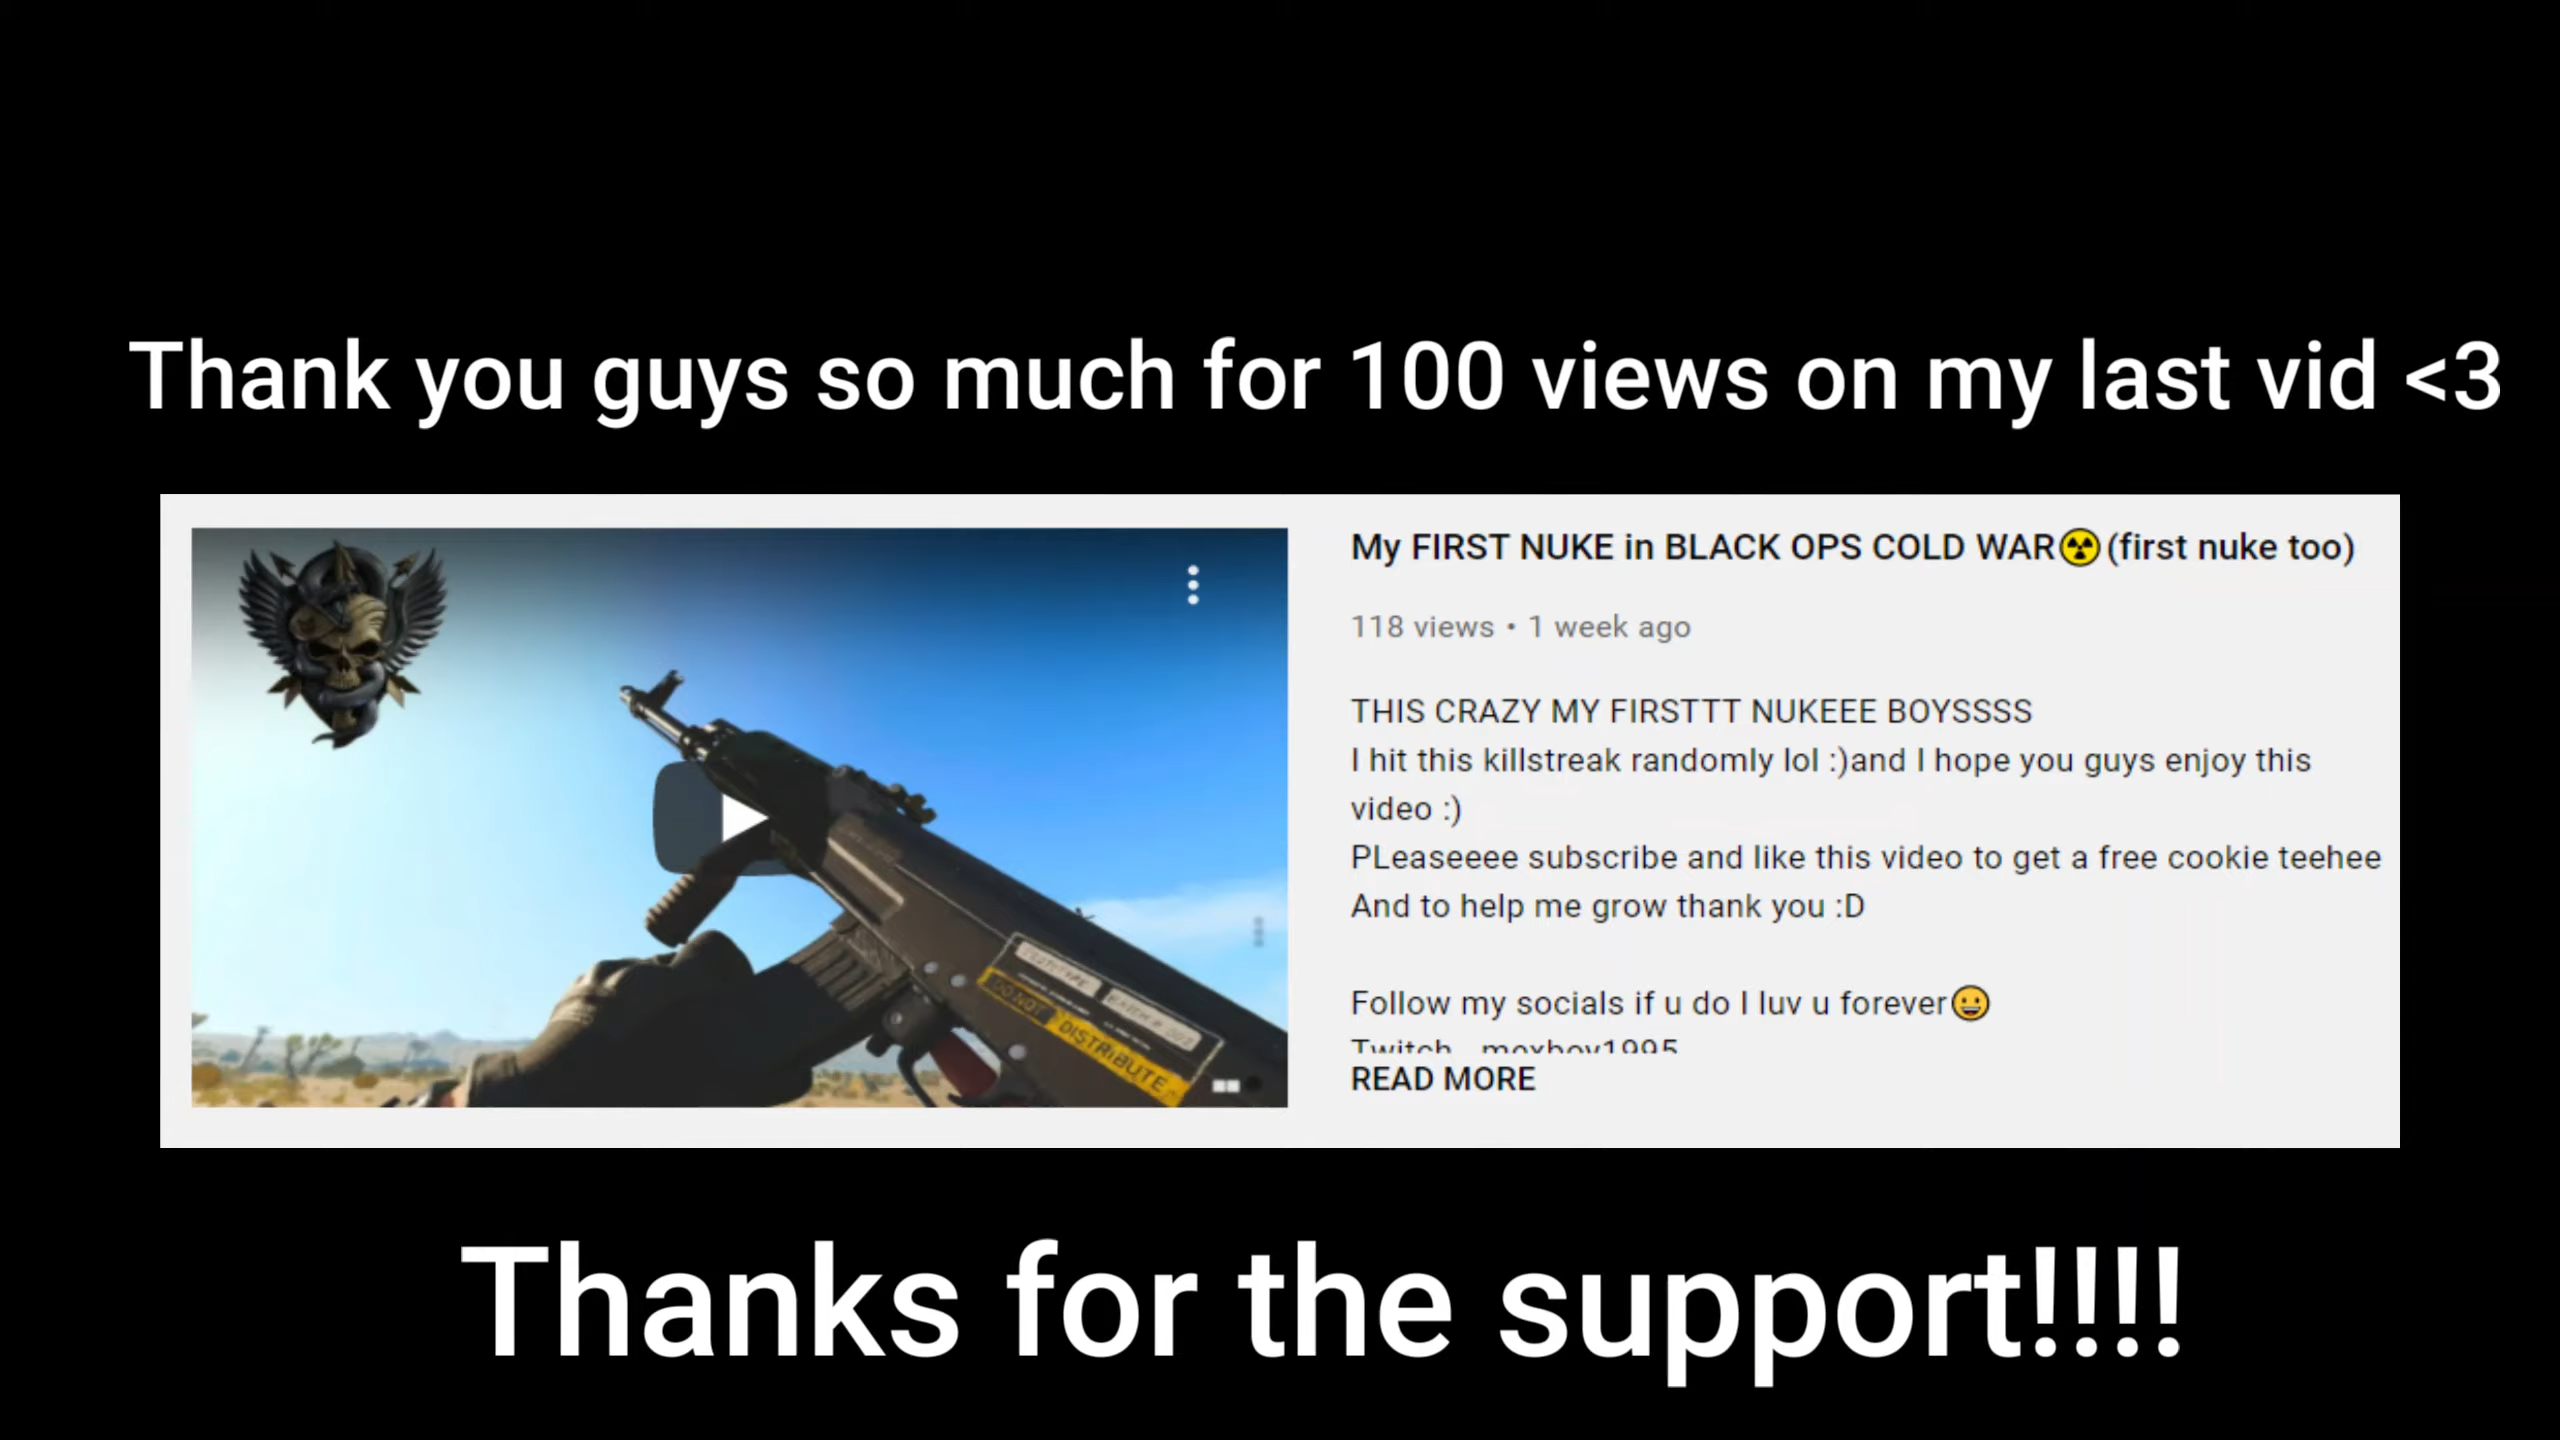 Thank you guys so much for 100 views on my last vid <3
My FIRST NUKE in BLACK OPS COLD WAR☢(first nuke too)
118 views • 1 week ago
THIS CRAZY MY FIRSTTT NUKEEE BOYSSSS
I hit this killstreak randomly lol :)and I hope you guys enjoy this
video :)
PLeaseeee subscribe and like this video to get a free cookie teehee
And to help me grow thank you :D
Follow my socials if u do I luv u forever😀
Twitch
READ MORE
DO NOT DISTRIBUTE
Thanks for the support!!!!